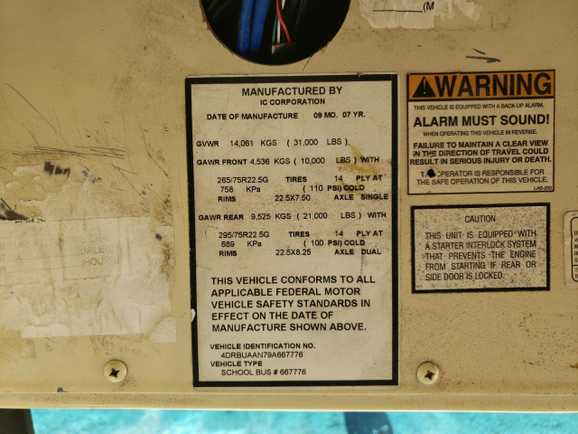 (M
MANUFACTURED BY
IC CORPORATION
DATE OF MANUFACTURE 09 MO. 07 YR.
GVWR 14,061 KGS ( 31,000 LBS)
GAWR FRONT 4,536 KGS ( 10,000 LBS) WITH
265/75R22.5G TIRES 14 PLY AT
758 KPa ( 110 PSI) COLD
RIMS 22.5X7.50 AXLE SINGLE
GAWR REAR 9,525 KGS ( 21,000 LBS) WITH
295/75R22.5G TIRES 14 PLY AT
689 KPa ( 100 PSI) COLD
RIMS 22.5X8.25 AXLE DUAL
THIS VEHICLE CONFORMS TO ALL
APPLICABLE FEDERAL MOTOR
VEHICLE SAFETY STANDARDS IN
EFFECT ON THE DATE OF
MANUFACTURE SHOWN ABOVE.
VEHICLE IDENTIFICATION NO.
4DRBUAAN79A667776
VEHICLE TYPE
SCHOOL BUS # 667776
WARNING
THIS VEHICLE IS EQUIPPED WITH A BACK-UP ALARM.
ALARM MUST SOUND!
WHEN OPERATING THIS VEHICLE IN REVERSE.
FAILURE TO MAINTAIN A CLEAR VIEW
IN THE DIRECTION OF TRAVEL COULD
RESULT IN SERIOUS INJURY OR DEATH.
OPERATOR IS RESPONSIBLE FOR
THE SAFE OPERATION OF THIS VEHICLE.
CAUTION
THIS UNIT IS EQUIPPED WITH
A STARTER INTERLOCK SYSTEM
THAT PREVENTS THE ENGINE
FROM STARTING IF REAR OR
SIDE DOOR IS LOCKED.